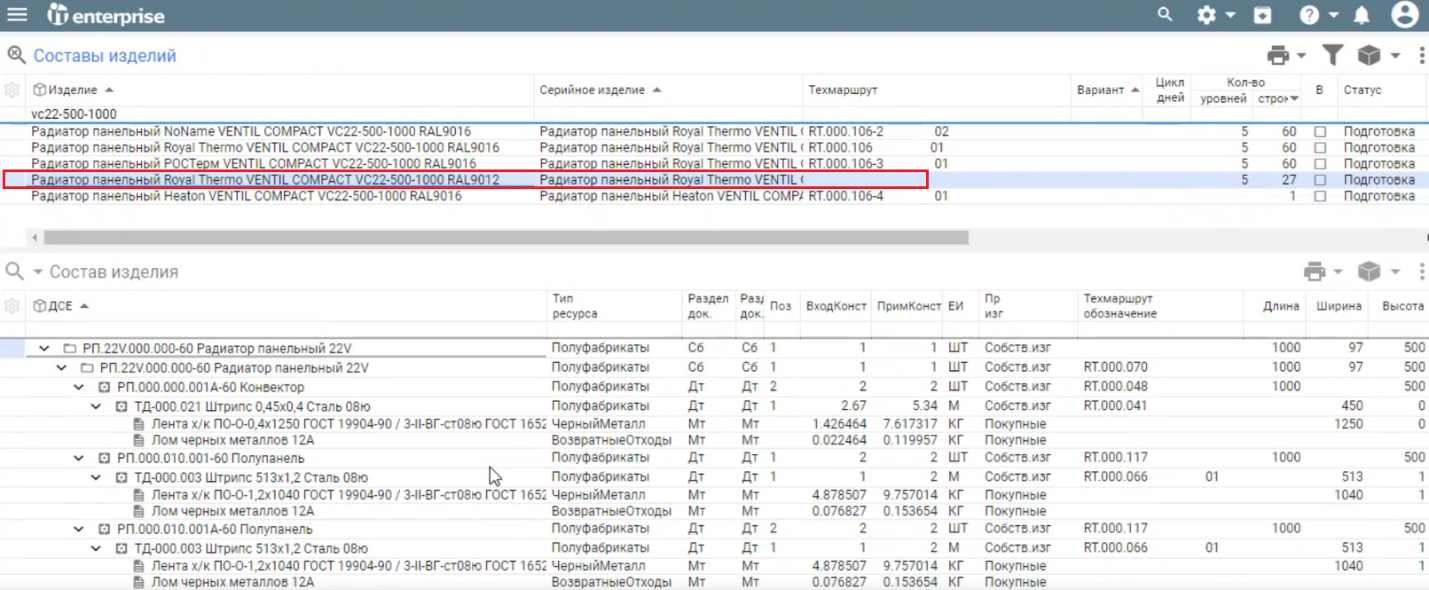 iT enterprise
Составы изделий
Изделие Серийное изделие Техмаршрут Вариант Цикл дней Кол-во уровней строк В Статус
vc22-500-1000
Радиатор панельный NoName VENTIL COMPACT VC22-500-1000 RAL9016 Радиатор панельный Royal Thermo VENTIL ( RT.000.106-2 02 5 60 Подготовка
Радиатор панельный Royal Thermo VENTIL COMPACT VC22-500-1000 RAL9016 Радиатор панельный Royal Thermo VENTIL ( RT.000.106 01 5 60 Подготовка
Радиатор панельный РОСТерм VENTIL COMPACT VC22-500-1000 RAL9016 Радиатор панельный Royal Thermo VENTIL ( RT.000.106-3 01 5 60 Подготовка
Радиатор панельный Royal Thermo VENTIL COMPACT VC22-500-1000 RAL9012 Радиатор панельный Royal Thermo VENTIL ( 5 27 Подготовка
Радиатор панельный Heaton VENTIL COMPACT VC22-500-1000 RAL9016 Радиатор панельный Heaton VENTIL COMP RT.000.106-4 01 1 Подготовка
Состав изделия
ДСЕ Тип ресурса Раздел док. Разд док. Поз ВходКонст ПримКонст ЕИ Пр изг Техмаршрут обозначение Длина Ширина Высота
РП.22V.000.000-60 Радиатор панельный 22V Полуфабрикаты Сб Сб 1 1 1 ШТ Собств.изг 1000 97 500
РП.22V.000.000-60 Радиатор панельный 22V Полуфабрикаты Сб Сб 1 1 1 ШТ Собств.изг RT.000.070 1000 97 500
РП.000.000.001А-60 Конвектор Полуфабрикаты Дт Дт 2 2 2 ШТ Собств.изг RT.000.048 1000 500
ТД-000.021 Штрипс 0,45х0,4 Сталь 08ю Полуфабрикаты Дт Дт 1 2.67 5.34 М Собств.изг RT.000.041 450 0
Лента х/к ПО-О-0,4х1250 ГОСТ 19904-90 / 3-II-ВГ-ст08ю ГОСТ 1652 ЧерныйМеталл Мт Мт 1.426464 7.617317 КГ Покупные 1250 0
Лом черных металлов 12А ВозвратныеОтходы Мт Мт 0.022464 0.119957 КГ Покупные
РП.000.010.001-60 Полупанель Полуфабрикаты Дт Дт 1 2 2 ШТ Собств.изг RT.000.117 1000 500
ТД-000.003 Штрипс 513х1,2 Сталь 08ю Полуфабрикаты Дт Дт 1 1 2 М Собств.изг RT.000.066 01 513 1
Лента х/к ПО-О-1,2х1040 ГОСТ 19904-90 / 3-II-ВГ-ст08ю ГОСТ 1652 ЧерныйМеталл Мт Мт 4.878507 9.757014 КГ Покупные 1040 1
Лом черных металлов 12А ВозвратныеОтходы Мт Мт 0.076827 0.153654 КГ Покупные
РП.000.010.001А-60 Полупанель Полуфабрикаты Дт Дт 2 2 2 ШТ Собств.изг RT.000.117 1000 500
ТД-000.003 Штрипс 513х1,2 Сталь 08ю Полуфабрикаты Дт Дт 1 1 2 М Собств.изг RT.000.066 01 513 1
Лента х/к ПО-О-1,2х1040 ГОСТ 19904-90 / 3-II-ВГ-ст08ю ГОСТ 1652 ЧерныйМеталл Мт Мт 4.878507 9.757014 КГ Покупные 1040 1
Лом черных металлов 12А ВозвратныеОтходы Мт Мт 0.076827 0.153654 КГ Покупные